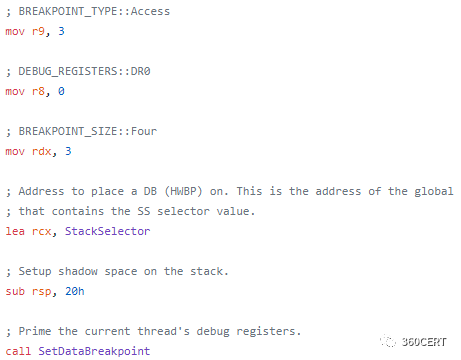 ; BREAKPOINT_TYPE::Access
mov r9, 3
; DEBUG_REGISTERS::DR0
mov r8, 0
; BREAKPOINT_SIZE::Four
mov rdx, 3
; Address to place a DB (HWBP) on. This is the address of the global
; that contains the SS selector value.
lea rcx, StackSelector
; Setup shadow space on the stack.
sub rsp, 20h
; Prime the current thread's debug registers.
call SetDataBreakpoint
360CERT